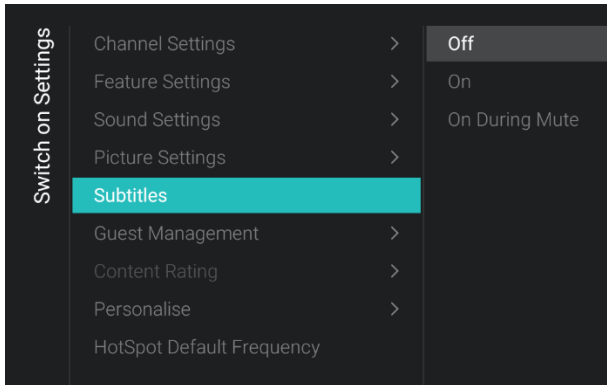 Switch on Settings
Channel Settings
Feature Settings
Sound Settings
Picture Settings
Subtitles
Guest Management
Content Rating
Personalise
HotSpot Default Frequency
Off
On
On During Mute